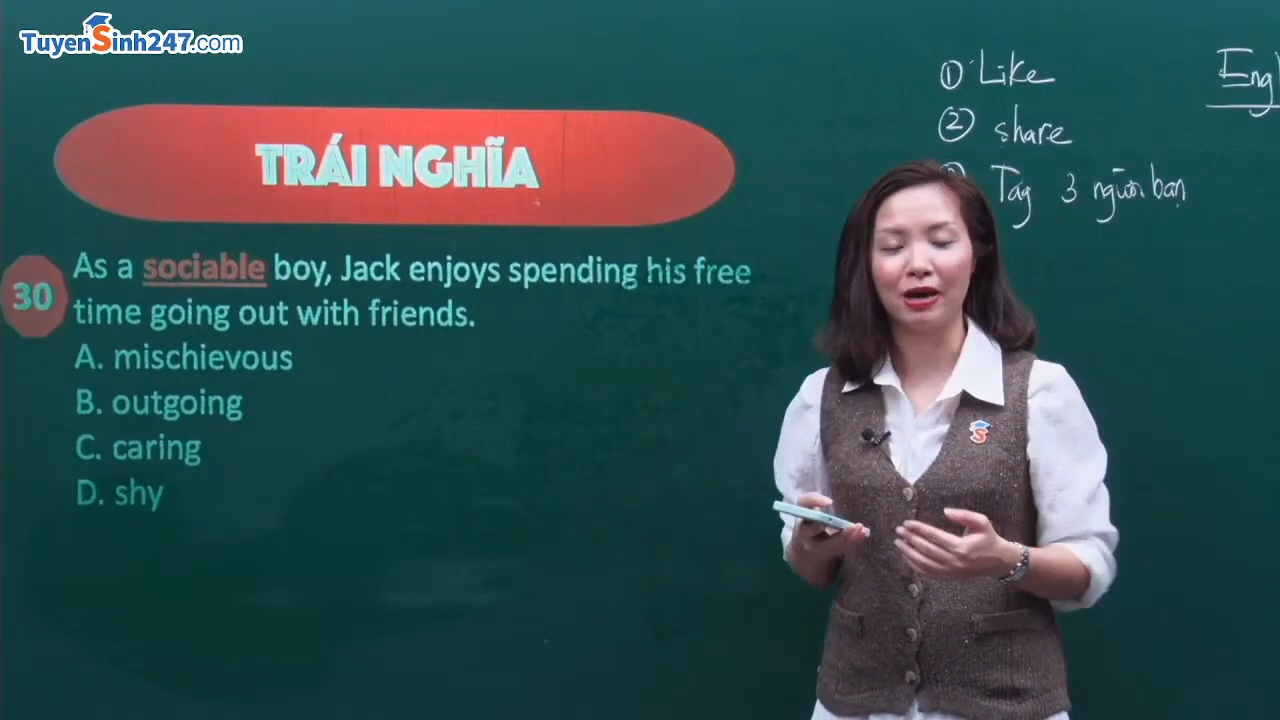 TuyenSinh247.com
① Like
② share
Tag 3 người bạn
TRÁI NGHĨA
30
As a sociable boy, Jack enjoys spending his free
time going out with friends.
A. mischievous
B. outgoing
C. caring
D. shy
S